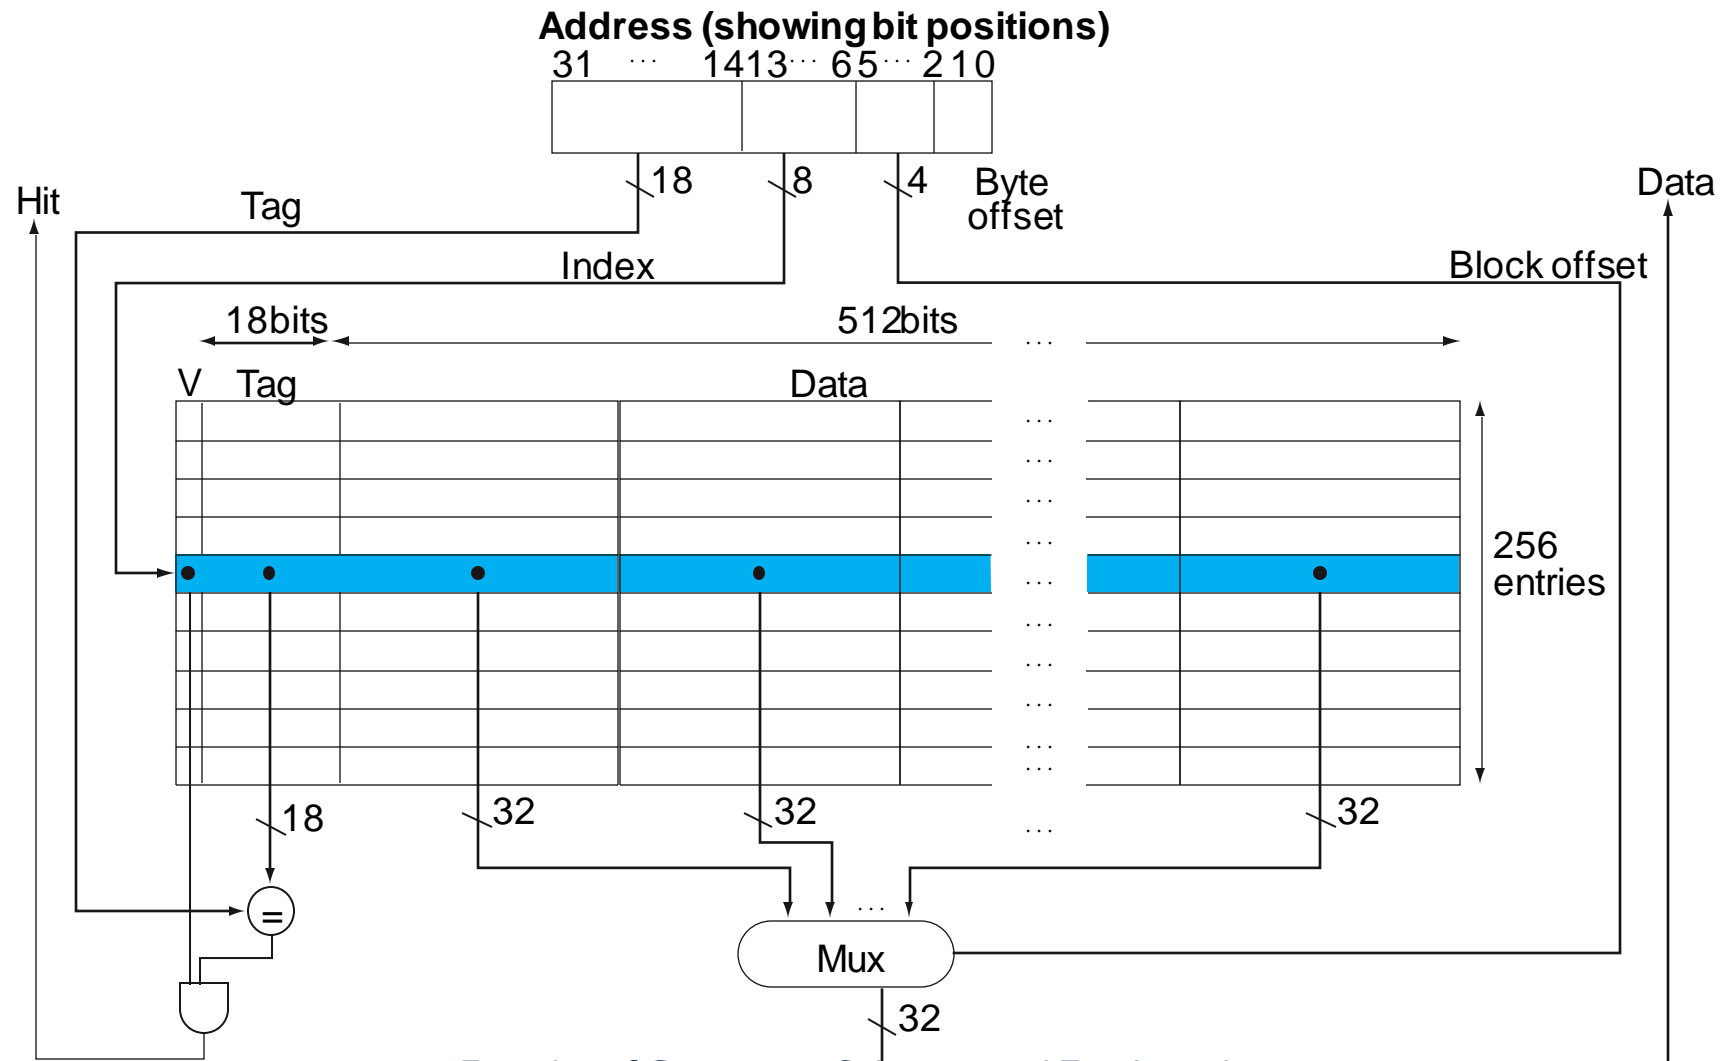 Address (showing bit positions)
31 ··· 14 13 ··· 6 5 ··· 2 1 0
18 8 4 Byte offset
Hit
Tag
Data
Index
Block offset
18 bits
512 bits
...
V Tag Data
...
...
...
...
...
256
entries
...
...
...
...
...
18 32 32 32
...
=
...
Mux
32